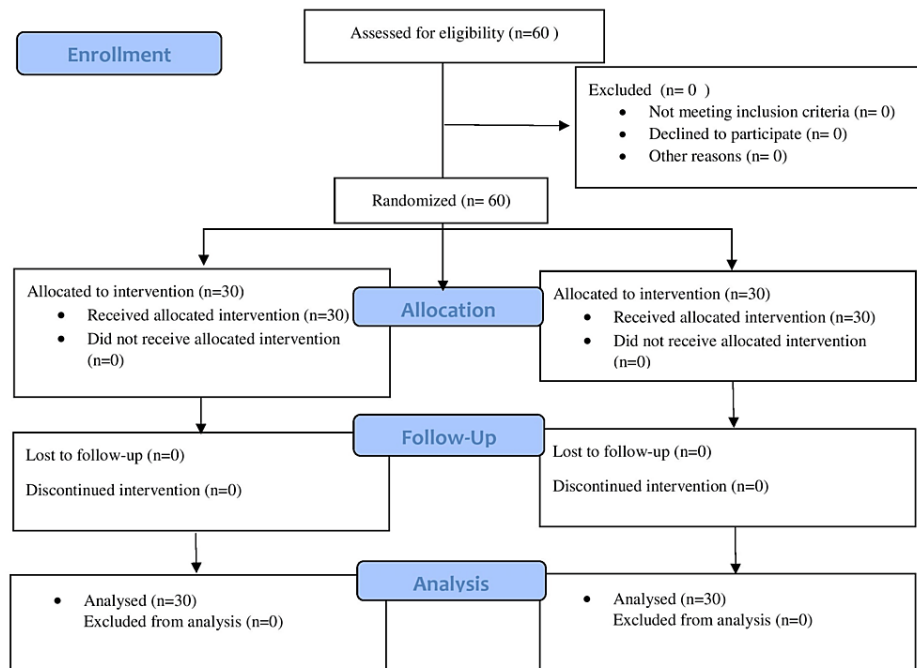 Enrollment
Assessed for eligibility (n=60 )
Excluded (n= 0 )
• Not meeting inclusion criteria (n= 0)
• Declined to participate (n= 0)
• Other reasons (n= 0)
Randomized (n= 60)
Allocated to intervention (n=30)
• Received allocated intervention (n=30)
• Did not receive allocated intervention
(n=0)
Allocation
Allocated to intervention (n=30)
• Received allocated intervention (n=30)
• Did not receive allocated intervention
(n=0)
Lost to follow-up (n=0)
Discontinued intervention (n=0)
Follow-Up
Lost to follow-up (n=0)
Discontinued intervention (n=0)
• Analysed (n=30)
Excluded from analysis (n=0)
Analysis
• Analysed (n=30)
Excluded from analysis (n=0)